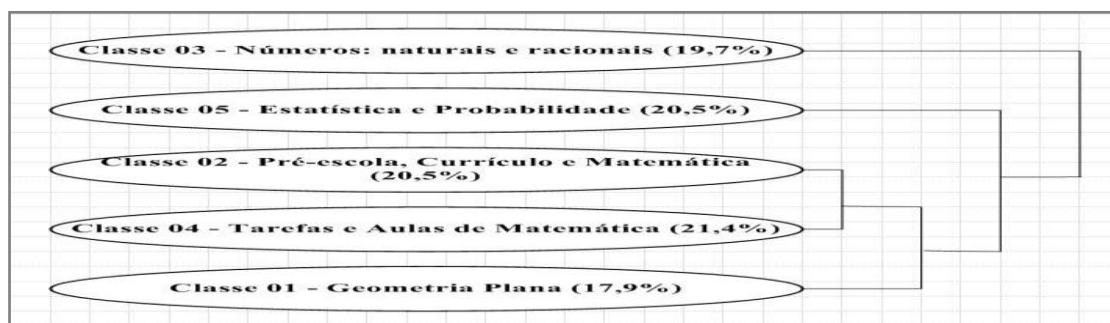 Classe 03 - Números: naturais e racionais (19,7%)
Classe 05 - Estatística e Probabilidade (20,5%)
Classe 02 - Pré-escola, Currículo e Matemática
(20,5%)
Classe 04 - Tarefas e Aulas de Matemática (21,4%)
Classe 01 - Geometria Plana (17,9%)